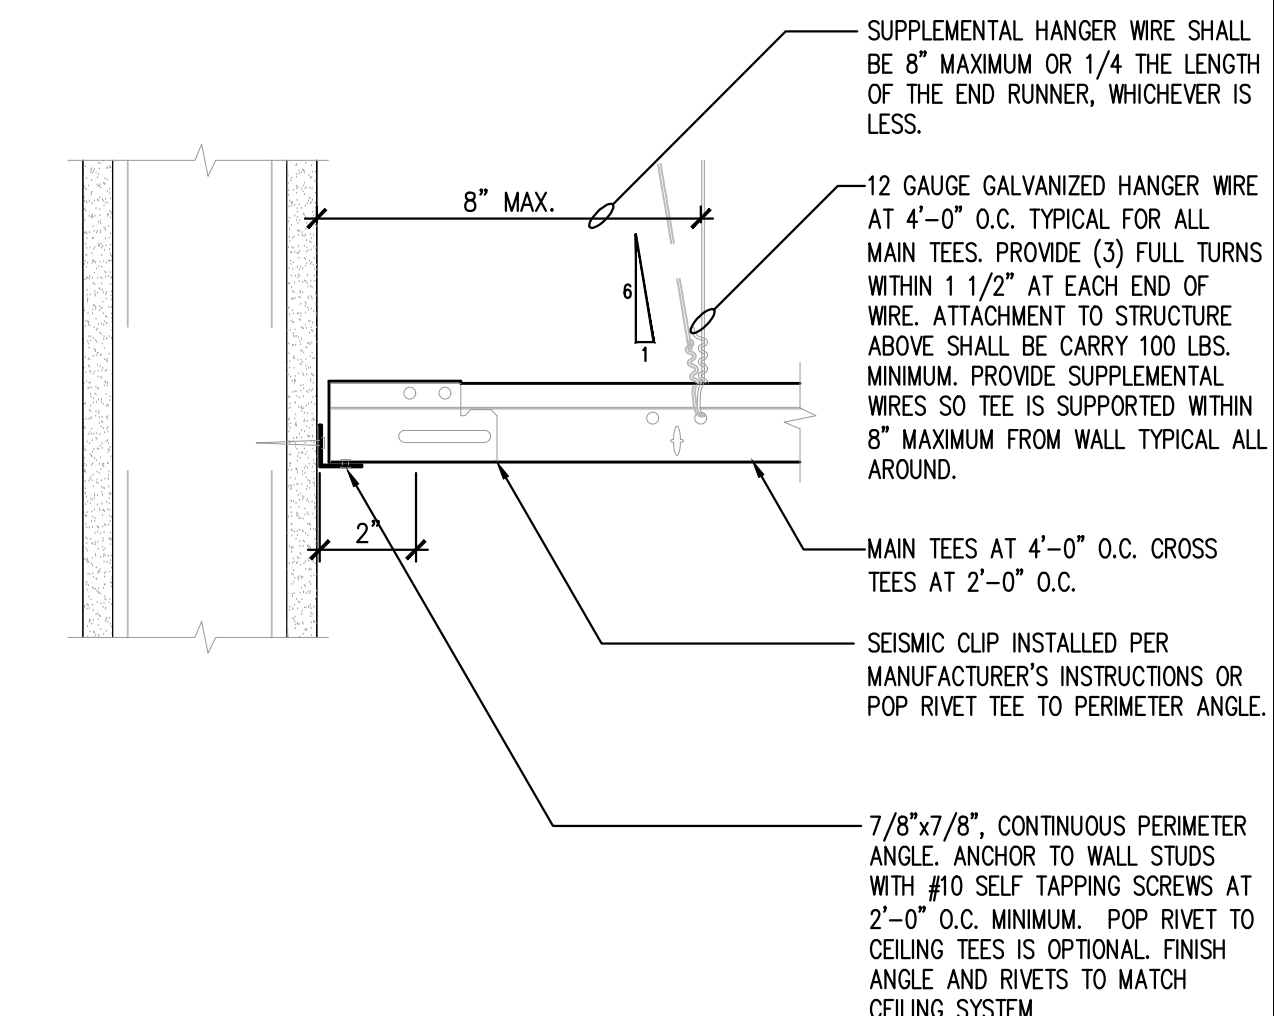 SUPPLEMENTAL HANGER WIRE SHALL
BE 8" MAXIMUM OR 1/4 THE LENGTH
OF THE END RUNNER, WHICHEVER IS
LESS.
8" MAX.
12 GAUGE GALVANIZED HANGER WIRE
AT 4'-0" O.C. TYPICAL FOR ALL
MAIN TEES. PROVIDE (3) FULL TURNS
WITHIN 1 1/2" AT EACH END OF
WIRE. ATTACHMENT TO STRUCTURE
ABOVE SHALL BE CARRY 100 LBS.
MINIMUM. PROVIDE SUPPLEMENTAL
WIRES SO TEE IS SUPPORTED WITHIN
8" MAXIMUM FROM WALL TYPICAL ALL
AROUND.
6
1
2"
MAIN TEES AT 4'-0" O.C. CROSS
TEES AT 2'-0" O.C.
SEISMIC CLIP INSTALLED PER
MANUFACTURER'S INSTRUCTIONS OR
POP RIVET TEE TO PERIMETER ANGLE.
7/8"x7/8", CONTINUOUS PERIMETER
ANGLE. ANCHOR TO WALL STUDS
WITH #10 SELF TAPPING SCREWS AT
2'-0" O.C. MINIMUM. POP RIVET TO
CEILING TEES IS OPTIONAL. FINISH
ANGLE AND RIVETS TO MATCH
CEILING SYSTEM